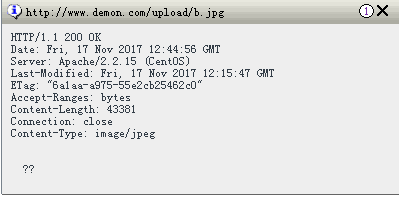 http://www.demon.com/upload/b.jpg 1
HTTP/1.1 200 OK
Date: Fri, 17 Nov 2017 12:44:56 GMT
Server: Apache/2.2.15 (CentOS)
Last-Modified: Fri, 17 Nov 2017 12:15:47 GMT
ETag: "6a1aa-a975-55e2cb25462c0"
Accept-Ranges: bytes
Content-Length: 43381
Connection: close
Content-Type: image/jpeg
??